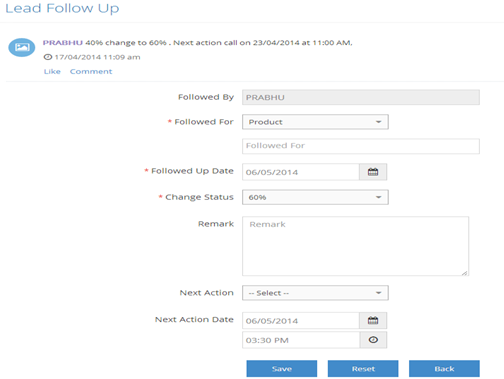 Lead Follow Up
PRABHU 40% change to 60% , Next action call on 23/04/2014 at 11:00 AM,
17/04/2014 11:09 am
Like Comment
Followed By PRABHU
* Followed For Product
Followed For
* Followed Up Date 06/05/2014
* Change Status 60%
Remark Remark
Next Action -- Select --
Next Action Date 06/05/2014
03:30 PM
Save Reset Back